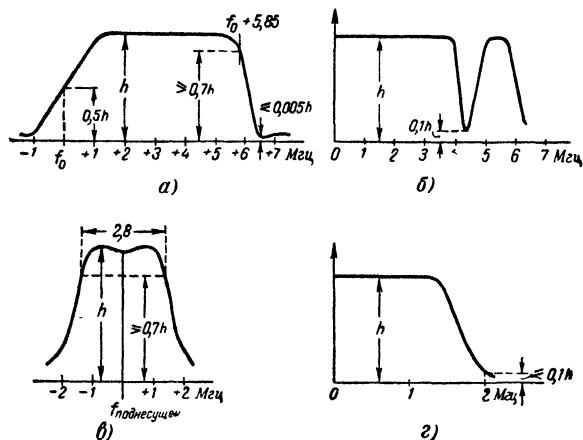 f₀ + 5,85
h
0,5h
≥0,7h
≤0,005h
−1 f₀ +1 +2 +3 +4 +5 +6 +7 Мгц
а)
h
0,1h
0 1 2 3 4 5 6 7 Мгц
б)
2,8
h
≥0,7h
−2 −1 +1 +2 Мгц
fподнесущей
в)
h
≤0,1h
0 1 2 Мгц
г)